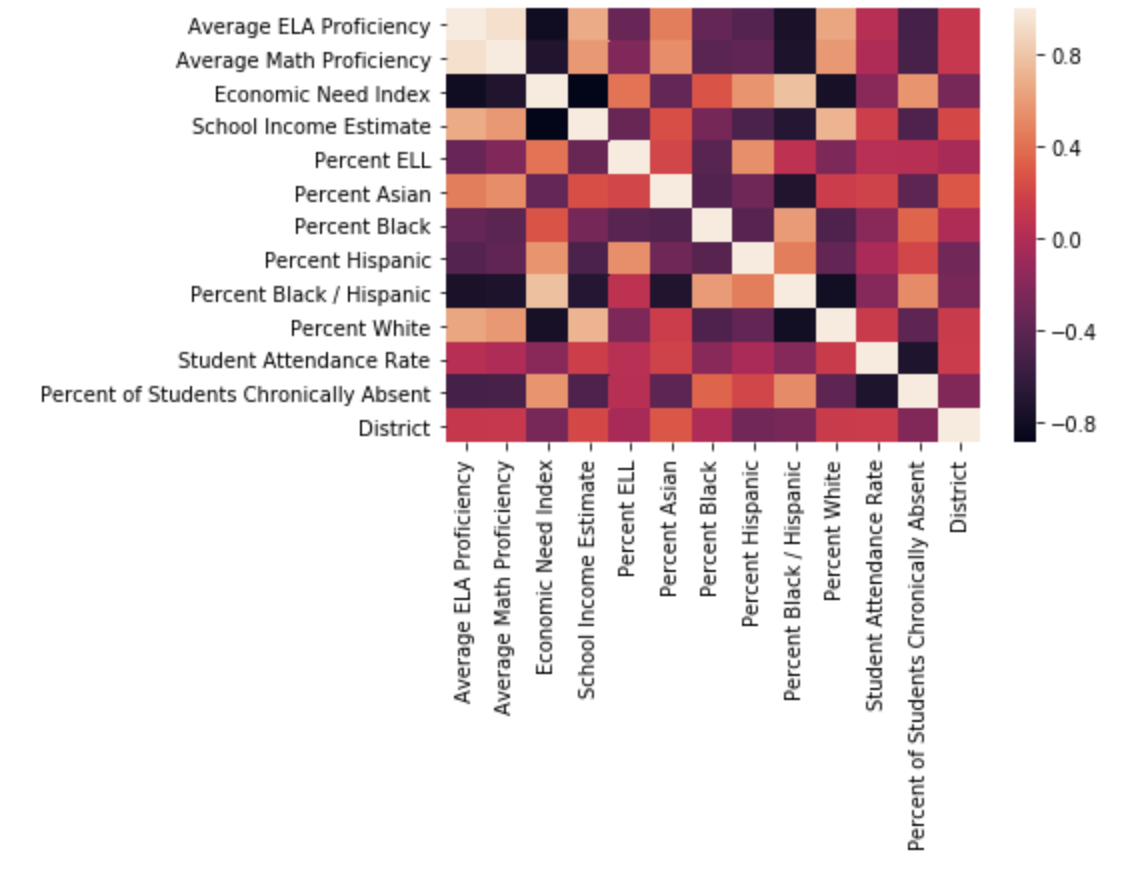 Average ELA Proficiency
Average Math Proficiency
Economic Need Index
School Income Estimate
Percent ELL
Percent Asian
Percent Black
Percent Hispanic
Percent Black / Hispanic
Percent White
Student Attendance Rate
Percent of Students Chronically Absent
District
Average ELA Proficiency
Average Math Proficiency
Economic Need Index
School Income Estimate
Percent ELL
Percent Asian
Percent Black
Percent Hispanic
Percent Black / Hispanic
Percent White
Student Attendance Rate
Percent of Students Chronically Absent
District
0.8
0.4
0.0
−0.4
−0.8